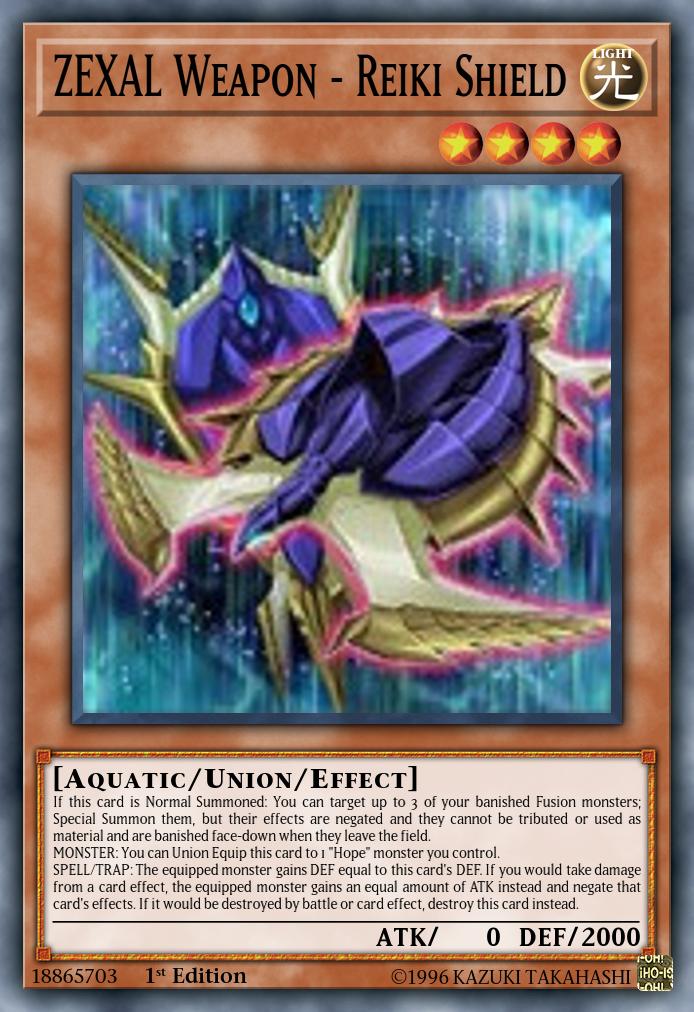 ZEXAL Weapon - Reiki Shield
LIGHT
光
[Aquatic/Union/Effect]
If this card is Normal Summoned: You can target up to 3 of your banished Fusion monsters;
Special Summon them, but their effects are negated and they cannot be tributed or used as
material and are banished face-down when they leave the field.
MONSTER: You can Union Equip this card to 1 "Hope" monster you control.
SPELL/TRAP: The equipped monster gains DEF equal to this card's DEF. If you would take damage
from a card effect, the equipped monster gains an equal amount of ATK instead and negate that
card's effects. If it would be destroyed by battle or card effect, destroy this card instead.
ATK/ 0 DEF/2000
18865703 1st Edition ©1996 KAZUKI TAKAHASHI